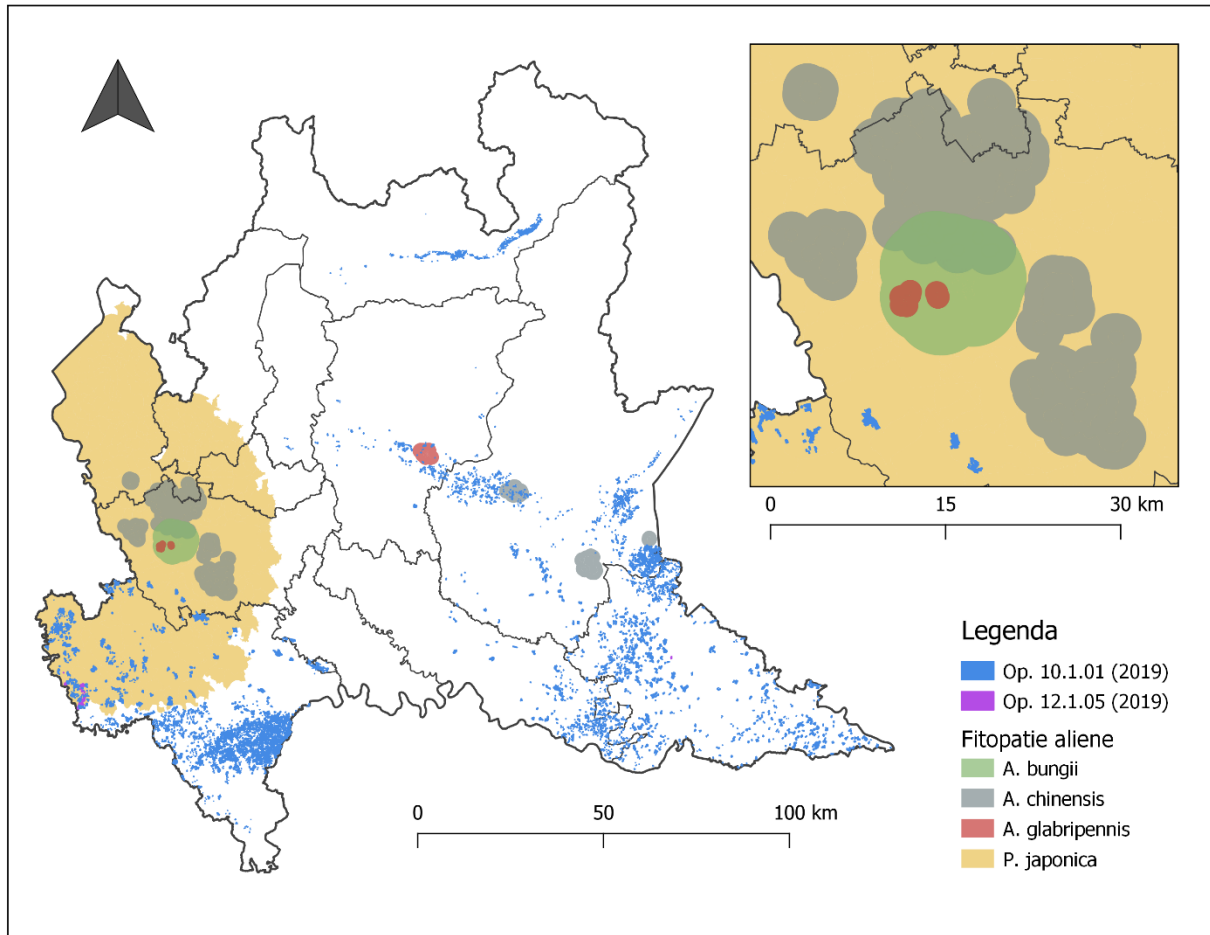 0 15 30 km
Legenda
Op. 10.1.01 (2019)
Op. 12.1.05 (2019)
Fitopatie aliene
A. bungii
A. chinensis
A. glabripennis
P. japonica
0 50 100 km